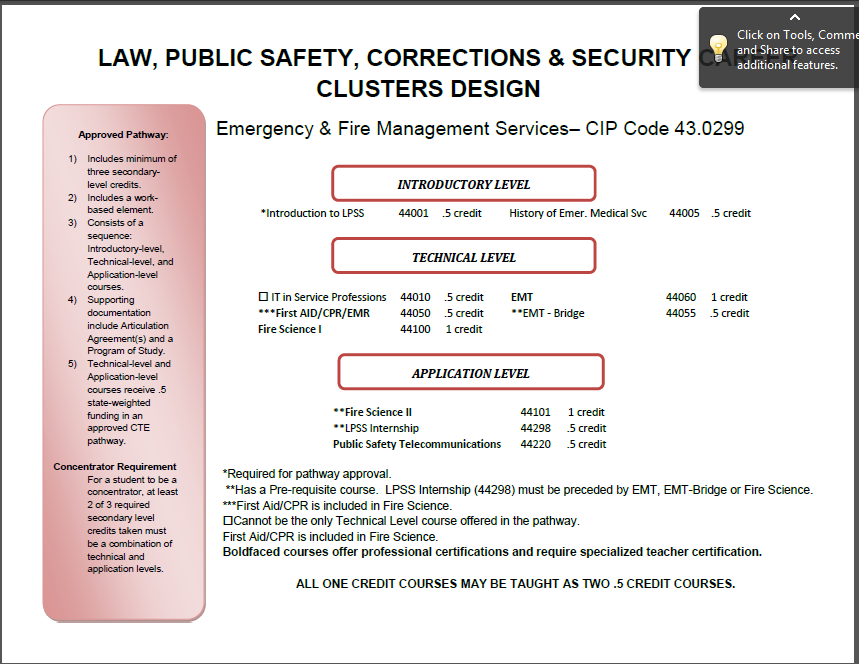 LAW, PUBLIC SAFETY, CORRECTIONS & SECURITY CAREER
CLUSTERS DESIGN
Click on Tools, Comme
and Share to access
additional features.
Emergency & Fire Management Services– CIP Code 43.0299
Approved Pathway:
1) Includes minimum of
three secondary-
level credits.
2) Includes a work-
based element.
3) Consists of a
sequence:
Introductory-level,
Technical-level, and
Application-level
courses.
4) Supporting
documentation
include Articulation
Agreement(s) and a
Program of Study.
5) Technical-level and
Application-level
courses receive .5
state-weighted
funding in an
approved CTE
pathway.
Concentrator Requirement
For a student to be a
concentrator, at least
2 of 3 required
secondary level
credits taken must
be a combination of
technical and
application levels.
INTRODUCTORY LEVEL
*Introduction to LPSS 44001 .5 credit History of Emer. Medical Svc 44005 .5 credit
TECHNICAL LEVEL
☐ IT in Service Professions 44010 .5 credit EMT 44060 1 credit
***First AID/CPR/EMR 44050 .5 credit **EMT - Bridge 44055 .5 credit
Fire Science I 44100 1 credit
APPLICATION LEVEL
**Fire Science II 44101 1 credit
**LPSS Internship 44298 .5 credit
Public Safety Telecommunications 44220 .5 credit
*Required for pathway approval.
**Has a Pre-requisite course. LPSS Internship (44298) must be preceded by EMT, EMT-Bridge or Fire Science.
***First Aid/CPR is included in Fire Science.
☐Cannot be the only Technical Level course offered in the pathway.
First Aid/CPR is included in Fire Science.
Boldfaced courses offer professional certifications and require specialized teacher certification.
ALL ONE CREDIT COURSES MAY BE TAUGHT AS TWO .5 CREDIT COURSES.